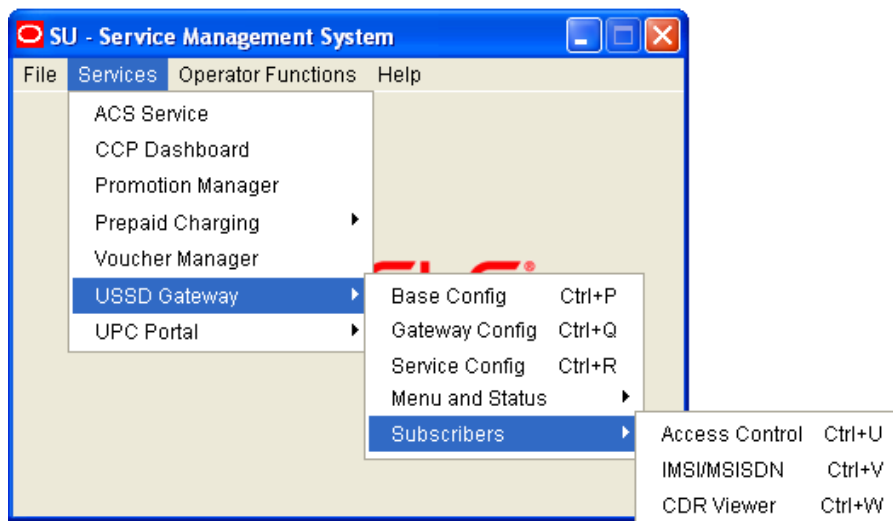 SU - Service Management System
File Services Operator Functions Help
ACS Service
CCP Dashboard
Promotion Manager
Prepaid Charging
Voucher Manager
USSD Gateway
UPC Portal
Base Config Ctrl+P
Gateway Config Ctrl+Q
Service Config Ctrl+R
Menu and Status
Subscribers
Access Control Ctrl+U
IMSI/MSISDN Ctrl+V
CDR Viewer Ctrl+W